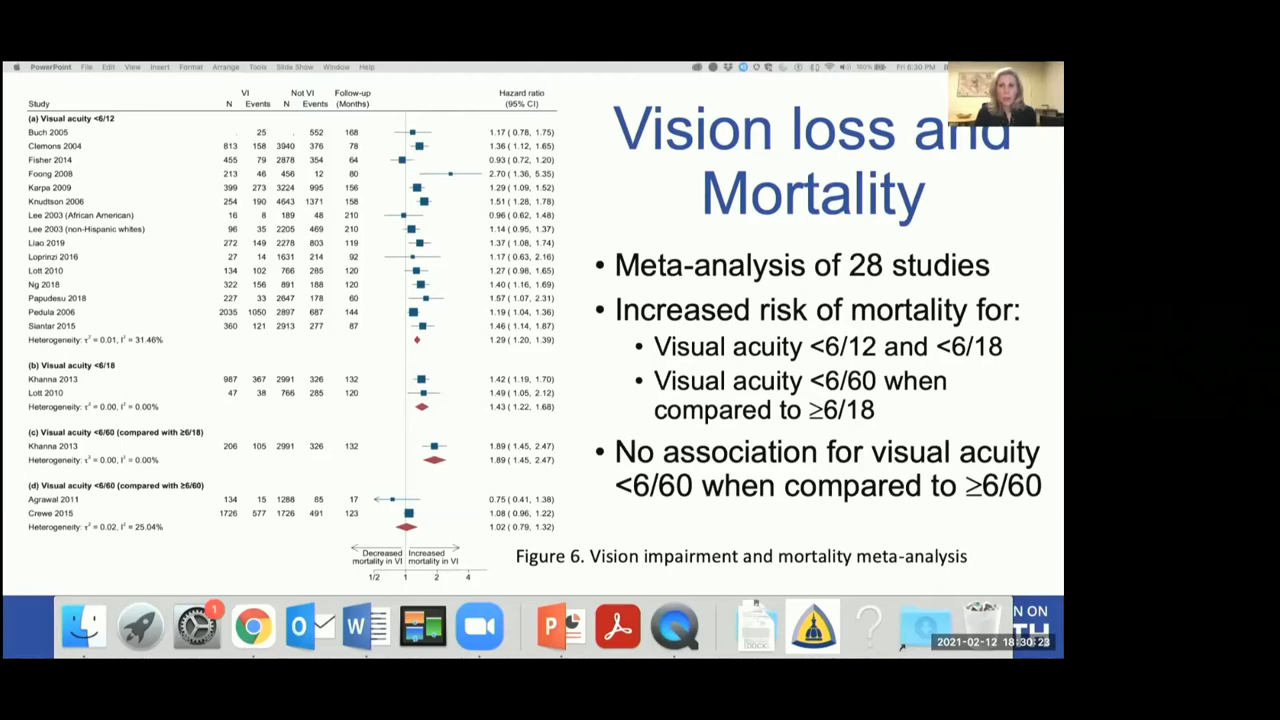 PowerPoint File Edit View Insert Format Arrange Tools Slide Show Window Help 100% Fri 6:30 PM
Vision loss and
Mortality
• Meta-analysis of 28 studies
• Increased risk of mortality for:
• Visual acuity <6/12 and <6/18
• Visual acuity <6/60 when
compared to ≥6/18
• No association for visual acuity
<6/60 when compared to ≥6/60
VI Not VI Follow-up Hazard ratio
Study N Events N Events (Months) (95% CI)
(a) Visual acuity <6/12
Buch 2005 . 25 . 552 168 1.17 ( 0.78, 1.75)
Clemons 2004 813 158 3940 376 78 1.36 ( 1.12, 1.65)
Fisher 2014 455 79 2878 354 64 0.93 ( 0.72, 1.20)
Foong 2008 213 46 456 12 80 2.70 ( 1.36, 5.35)
Karpa 2009 399 273 3224 995 156 1.29 ( 1.09, 1.52)
Knudtson 2006 254 190 4643 1371 158 1.51 ( 1.28, 1.78)
Lee 2003 (African American) 16 8 189 48 210 0.96 ( 0.62, 1.48)
Lee 2003 (non-Hispanic whites) 96 35 2205 469 210 1.14 ( 0.95, 1.37)
Liao 2019 272 149 2278 803 119 1.37 ( 1.08, 1.74)
Loprinzi 2016 27 14 1631 214 92 1.17 ( 0.63, 2.16)
Lott 2010 134 102 766 285 120 1.27 ( 0.98, 1.65)
Ng 2018 322 156 891 188 120 1.40 ( 1.16, 1.69)
Papudesu 2018 227 33 2647 178 60 1.57 ( 1.07, 2.31)
Pedula 2006 2035 1050 2897 687 144 1.19 ( 1.04, 1.36)
Siantar 2015 360 121 2913 277 87 1.46 ( 1.14, 1.87)
Heterogeneity: τ² = 0.01, I² = 31.46% 1.29 ( 1.20, 1.39)
(b) Visual acuity <6/18
Khanna 2013 987 367 2991 326 132 1.42 ( 1.19, 1.70)
Lott 2010 47 38 766 285 120 1.49 ( 1.05, 2.12)
Heterogeneity: τ² = 0.00, I² = 0.00% 1.43 ( 1.22, 1.68)
(c) Visual acuity <6/60 (compared with ≥6/18)
Khanna 2013 206 105 2991 326 132 1.89 ( 1.45, 2.47)
Heterogeneity: τ² = 0.00, I² = 0.00% 1.89 ( 1.45, 2.47)
(d) Visual acuity <6/60 (compared with ≥6/60)
Agrawal 2011 134 15 1288 85 17 0.75 ( 0.41, 1.38)
Crewe 2015 1726 577 1726 491 123 1.08 ( 0.96, 1.22)
Heterogeneity: τ² = 0.02, I² = 25.04% 1.02 ( 0.79, 1.32)
Decreased Increased
mortality in VI mortality in VI
1/2 1 2 4
Figure 6. Vision impairment and mortality meta-analysis
1
O W P
DOCX
N ON
TH
2021-02-12 18:30:23